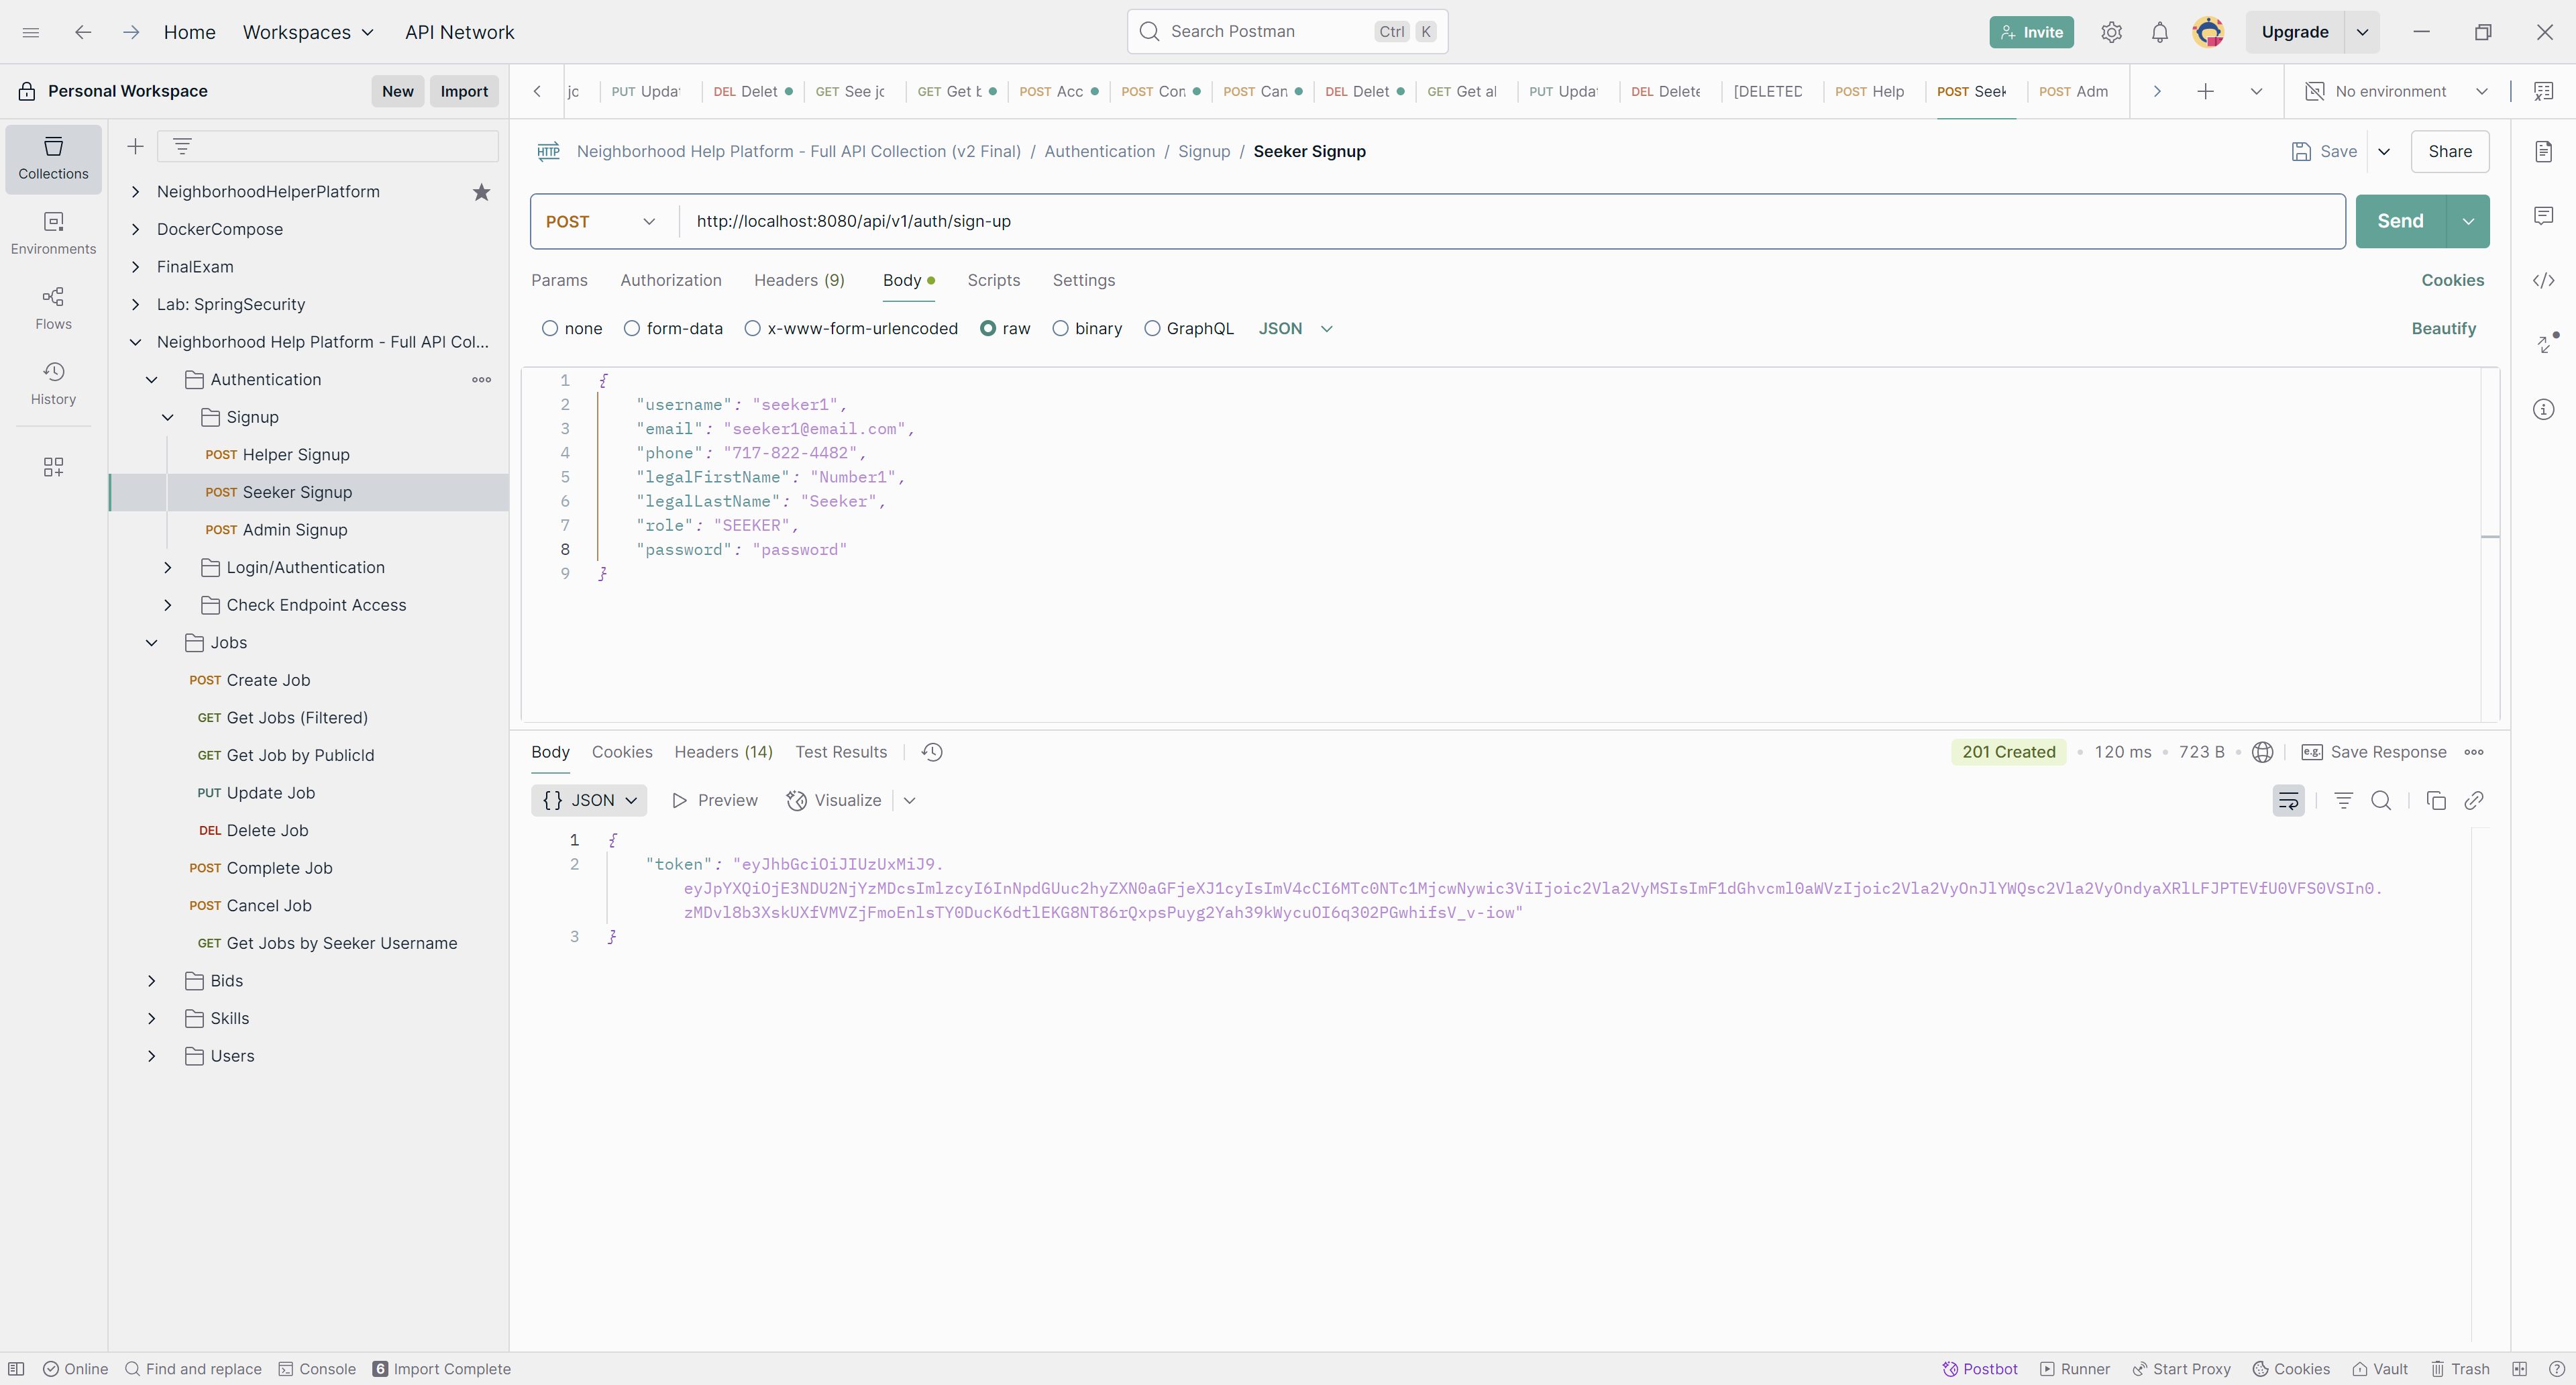 Home Workspaces API Network Search Postman Ctrl K Invite Upgrade
Personal Workspace New Import
jc PUT Upda DEL Delet GET See jc GET Get b POST Acc POST Con POST Can DEL Delet GET Get al PUT Upda DEL Delete [DELETED POST Help POST Seek POST Adm No environment
Collections
Environments
Flows
History
NeighborhoodHelperPlatform
DockerCompose
FinalExam
Lab: SpringSecurity
Neighborhood Help Platform - Full API Col...
Authentication
Signup
POST Helper Signup
POST Seeker Signup
POST Admin Signup
Login/Authentication
Check Endpoint Access
Jobs
POST Create Job
GET Get Jobs (Filtered)
GET Get Job by PublicId
PUT Update Job
DEL Delete Job
POST Complete Job
POST Cancel Job
GET Get Jobs by Seeker Username
Bids
Skills
Users
HTTP Neighborhood Help Platform - Full API Collection (v2 Final) / Authentication / Signup / Seeker Signup Save Share
POST http://localhost:8080/api/v1/auth/sign-up Send
Params Authorization Headers (9) Body Scripts Settings Cookies
none form-data x-www-form-urlencoded raw binary GraphQL JSON Beautify
1 {
2 "username": "seeker1",
3 "email": "seeker1@email.com",
4 "phone": "717-822-4482",
5 "legalFirstName": "Number1",
6 "legalLastName": "Seeker",
7 "role": "SEEKER",
8 "password": "password"
9 }
Body Cookies Headers (14) Test Results 201 Created 120 ms 723 B e.g. Save Response
{} JSON Preview Visualize
1 {
2 "token": "eyJhbGciOiJIUzUxMiJ9.
eyJpYXQiOjE3NDU2NjYzMDcsImlzcyI6InNpdGUuc2hyZXN0aGFjeXJ1cyIsImV4cCI6MTc0NTc1MjcwNywic3ViIjoic2Vla2VyMSIsImF1dGhvcml0aWVzIjoic2Vla2VyOnJlYWQsc2Vla2VyOndyaXRlLFJPTEVfU0VFS0VSIn0.
zMDvl8b3XskUXfVMVZjFmoEnlsTY0DucK6dtlEKG8NT86rQxpsPuyg2Yah39kWycuOI6q302PGwhifsV_v-iow"
3 }
Online Find and replace Console 6 Import Complete Postbot Runner Start Proxy Cookies Vault Trash